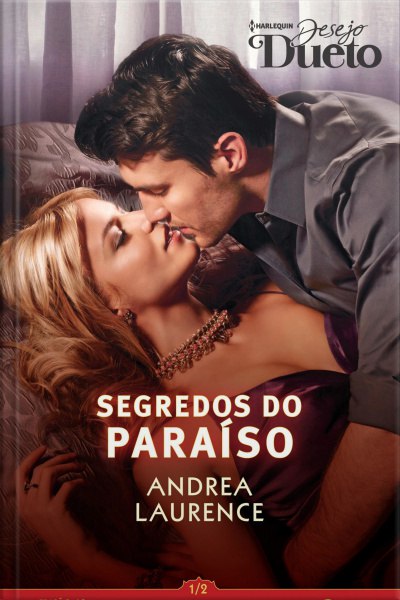 HARLEQUIN
Desejo
Dueto
SEGREDOS DO
PARAÍSO
ANDREA
LAURENCE
1/2